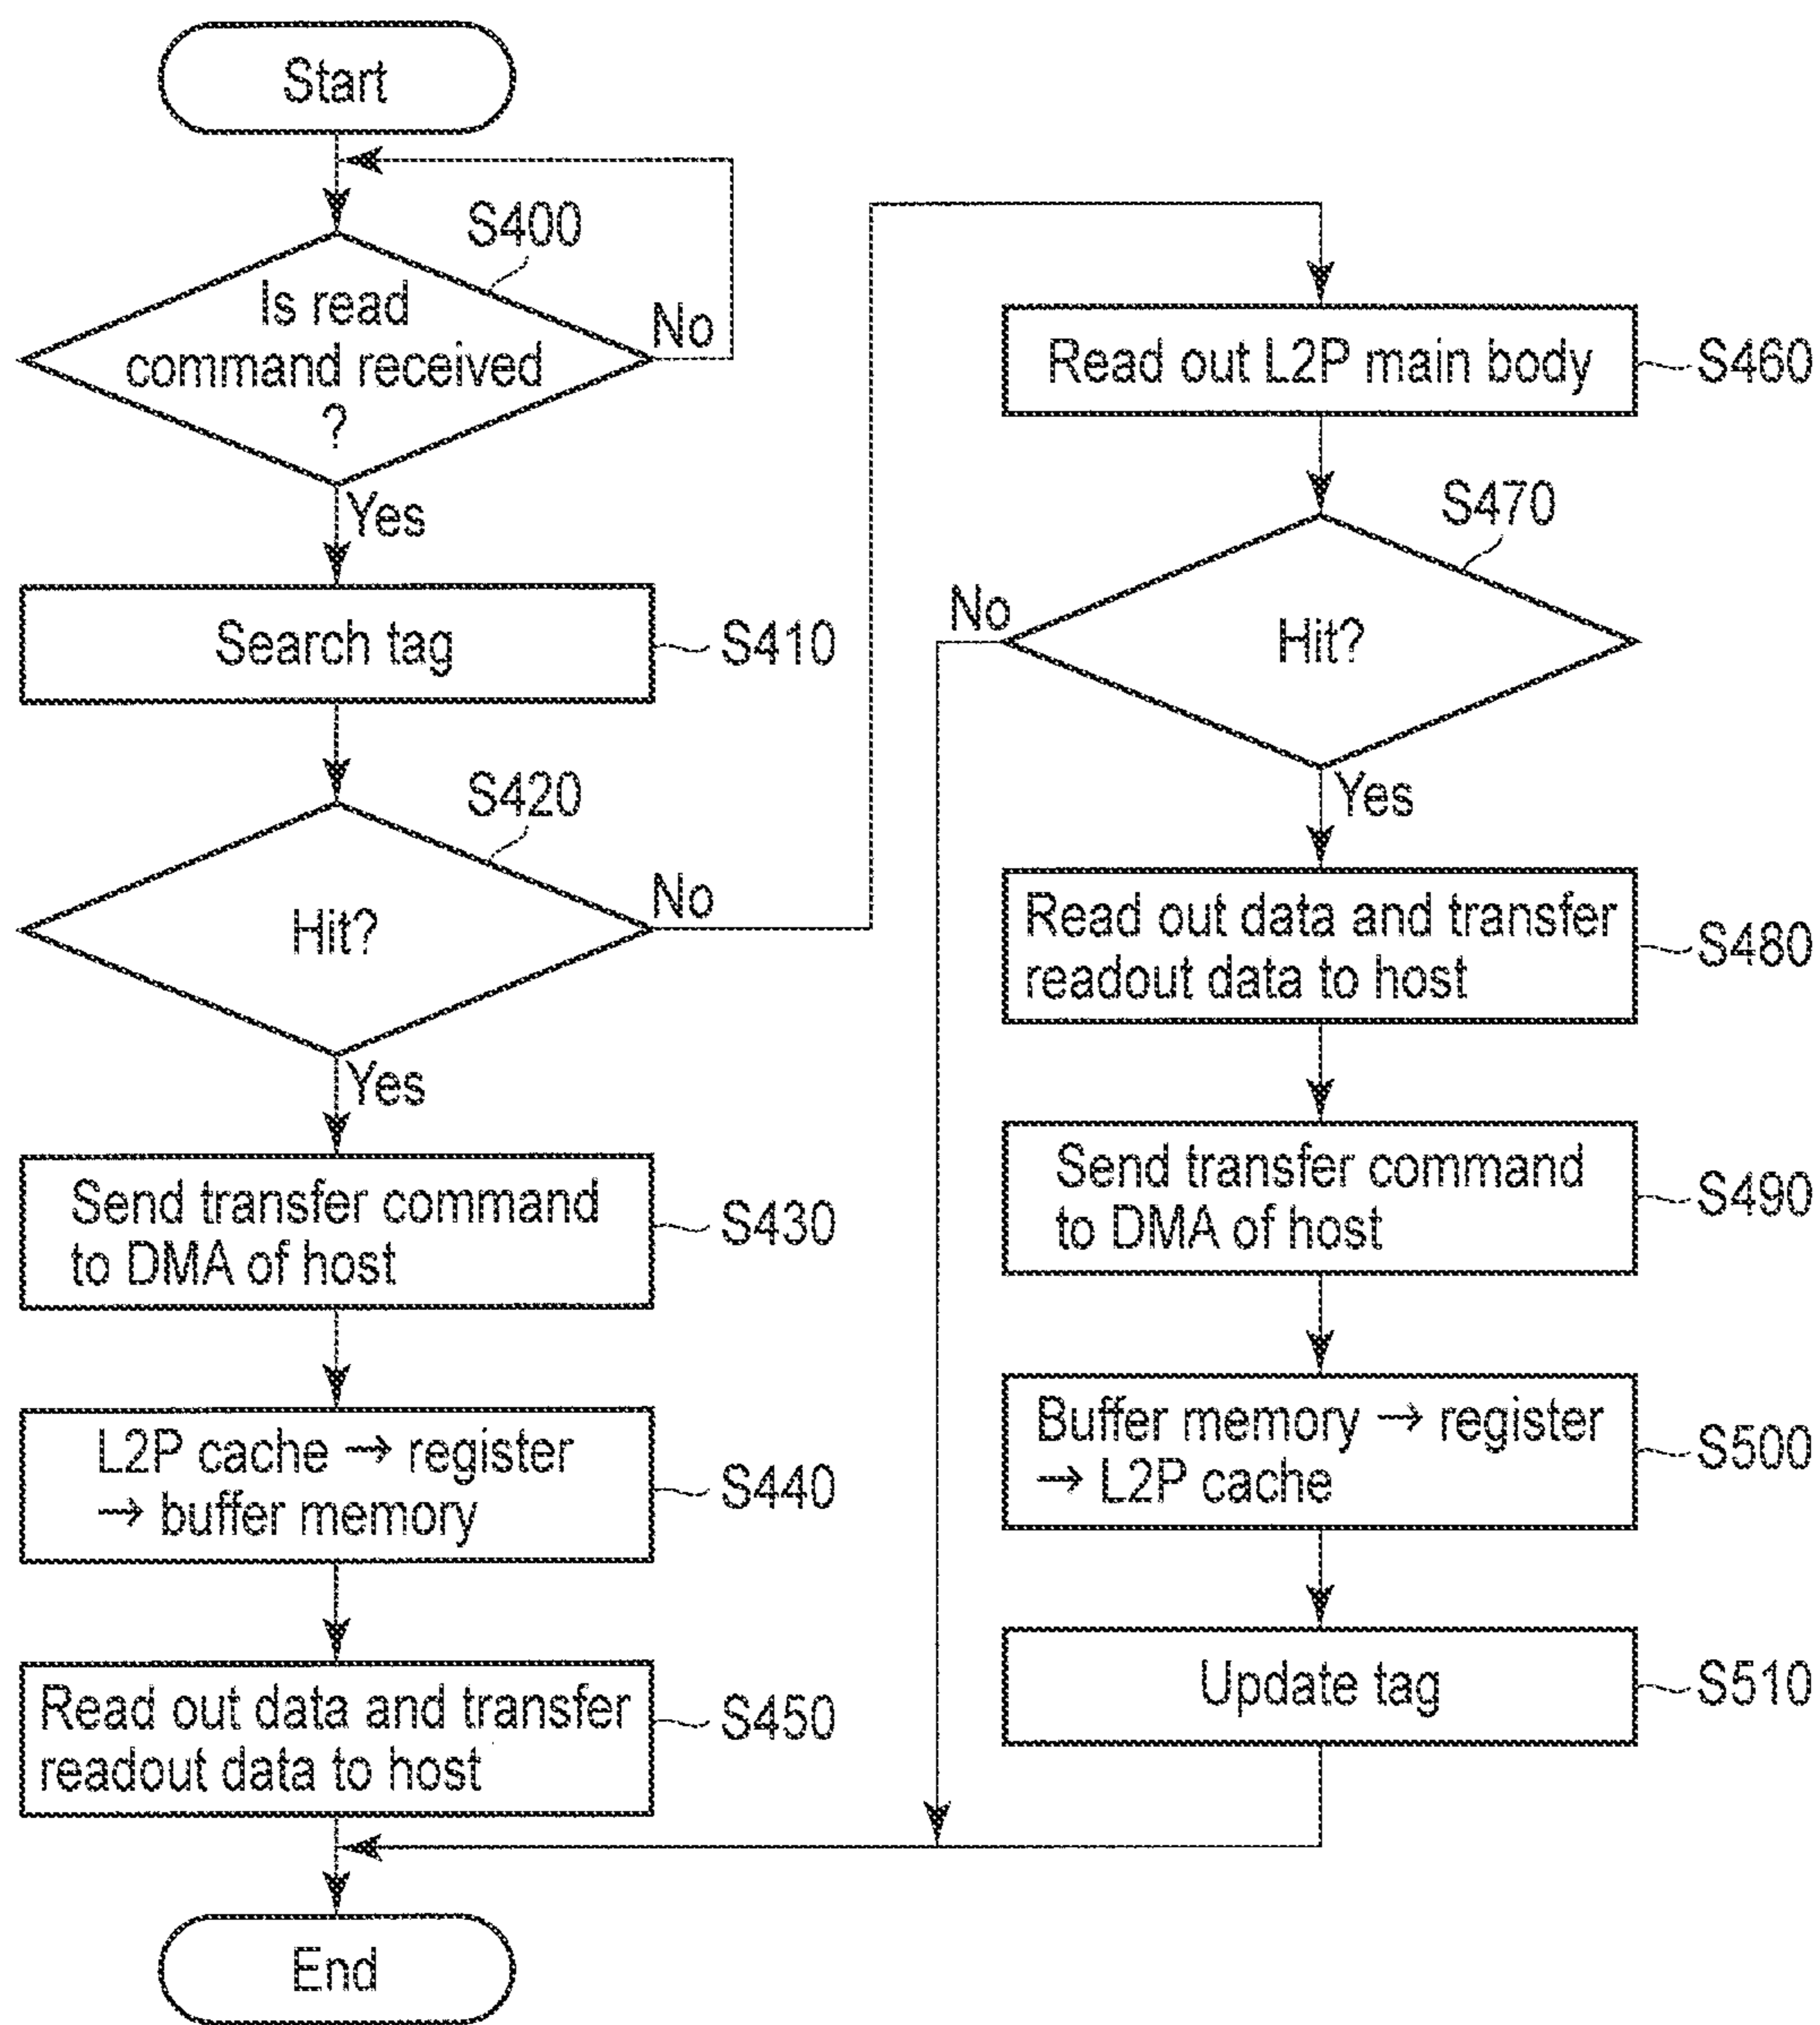 Start
S400
Is read
command received
?
No
Yes
Search tag
S410
S420
Hit?
No
Yes
Send transfer command
to DMA of host
S430
L2P cache → register
→ buffer memory
S440
Read out data and transfer
readout data to host
S450
End
Read out L2P main body
S460
S470
No
Hit?
Yes
Read out data and transfer
readout data to host
S480
Send transfer command
to DMA of host
S490
Buffer memory → register
→ L2P cache
S500
Update tag
S510